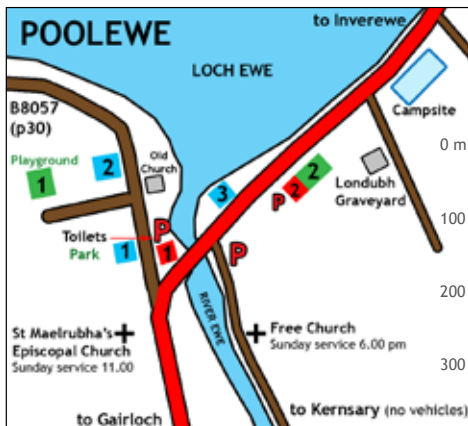 POOLEWE
to Inverewe
LOCH EWE
B8057
(p30)
Campsite
0 m
Playground
1
2
Old
Church
3
2
2
P
Londubh
Graveyard
100
Toilets
Park
P
1
1
P
200
RIVER EWE
St Maelrubha's
Episcopal Church
Sunday service 11.00
Free Church
Sunday service 6.00 pm
300
to Gairloch
to Kernsary (no vehicles)